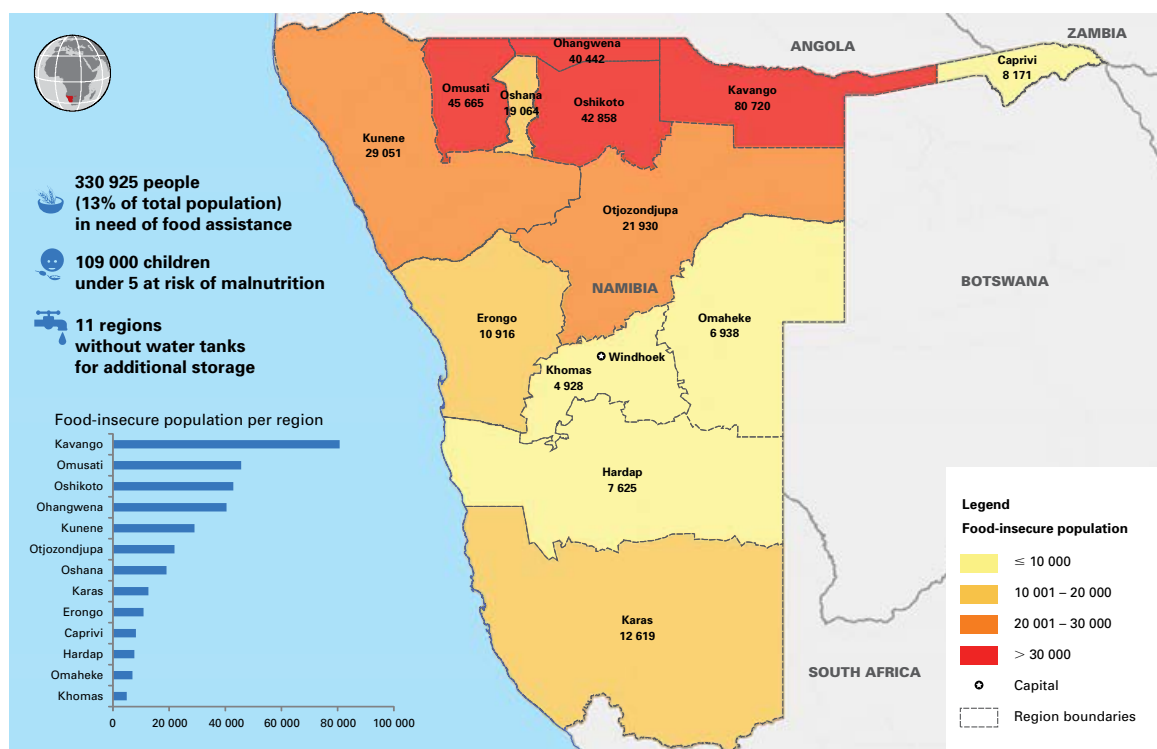 330 925 people
(13% of total population)
in need of food assistance
109 000 children
under 5 at risk of malnutrition
11 regions
without water tanks
for additional storage
Food-insecure population per region
Kavango
Omusati
Oshikoto
Ohangwena
Kunene
Otjozondjupa
Oshana
Karas
Erongo
Caprivi
Hardap
Omaheke
Khomas
0 20 000 40 000 60 000 80 000 100 000
ANGOLA
ZAMBIA
BOTSWANA
SOUTH AFRICA
NAMIBIA
Ohangwena
40 442
Omusati
45 665
Oshana
19 064
Oshikoto
42 858
Kavango
80 720
Caprivi
8 171
Kunene
29 051
Otjozondjupa
21 930
Erongo
10 916
Omaheke
6 938
Windhoek
Khomas
4 928
Hardap
7 625
Karas
12 619
Legend
Food-insecure population
≤ 10 000
10 001 – 20 000
20 001 – 30 000
> 30 000
Capital
Region boundaries